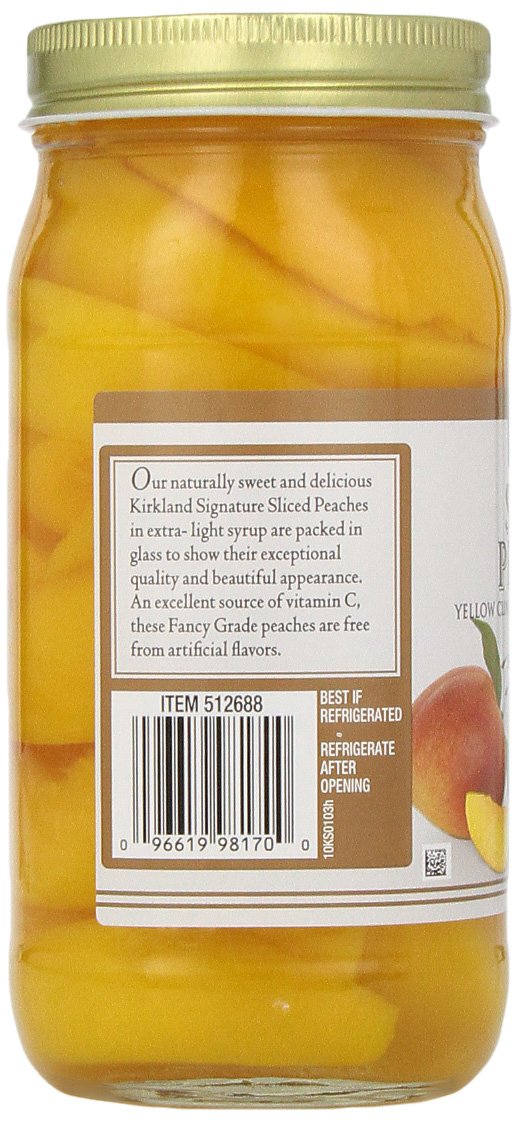 Our naturally sweet and delicious
Kirkland Signature Sliced Peaches
in extra- light syrup are packed in
glass to show their exceptional
quality and beautiful appearance.
An excellent source of vitamin C,
these Fancy Grade peaches are free
from artificial flavors.
ITEM 512688
0 96619 98170 0
BEST IF
REFRIGERATED
-
REFRIGERATE
AFTER
OPENING
10KS0103h
YELLOW